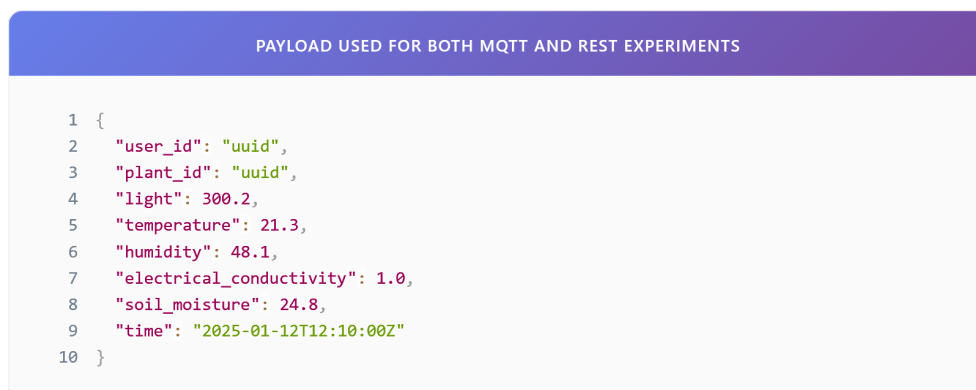 PAYLOAD USED FOR BOTH MQTT AND REST EXPERIMENTS
1 {
2   "user_id": "uuid",
3   "plant_id": "uuid",
4   "light": 300.2,
5   "temperature": 21.3,
6   "humidity": 48.1,
7   "electrical_conductivity": 1.0,
8   "soil_moisture": 24.8,
9   "time": "2025-01-12T12:10:00Z"
10 }